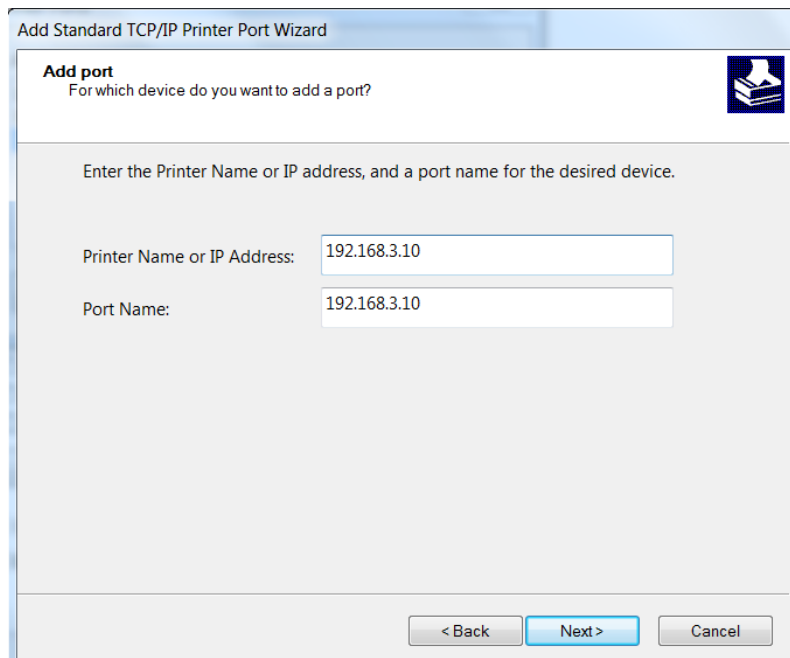 Add Standard TCP/IP Printer Port Wizard
Add port
For which device do you want to add a port?
Enter the Printer Name or IP address, and a port name for the desired device.
Printer Name or IP Address: 192.168.3.10
Port Name: 192.168.3.10
< Back Next > Cancel